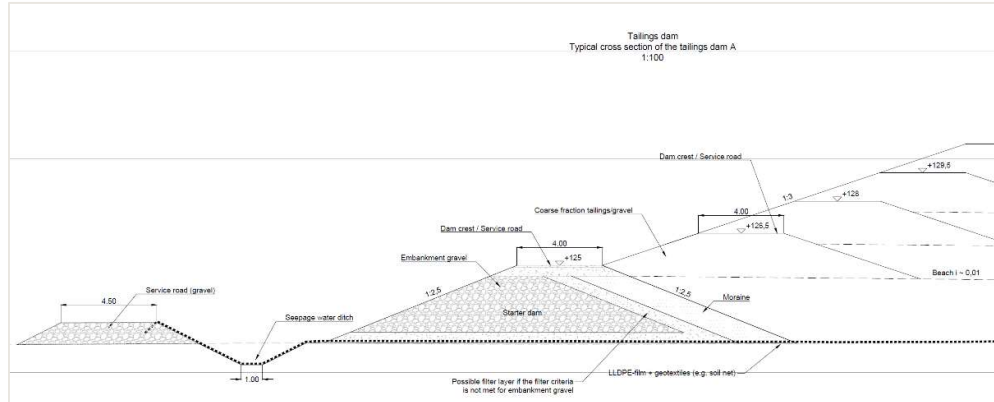 Tailings dam
Typical cross section of the tailings dam A
1:100
Dam crest / Service road
+129,5
1:3
+128
Coarse fraction tailings/gravel
4.00
+126,5
Dam crest / Service road
4.00
+125
Embankment gravel
Beach i ~ 0,01
Service road (gravel)
4.50
1:2,5
1:2,5
Moraine
Seepage water ditch
Starter dam
LLDPE-film + geotextiles (e.g. soil net)
1.00
Possible filter layer if the filter criteria
is not met for embankment gravel